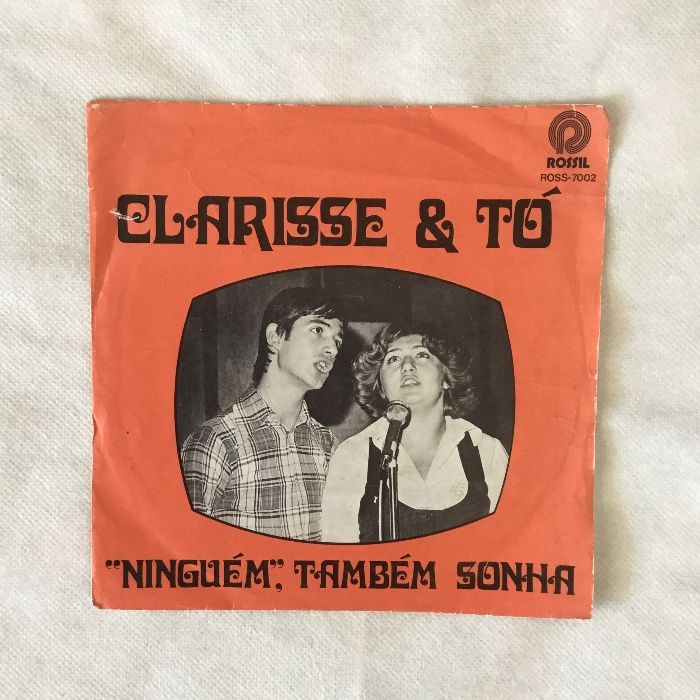 ROSSIL
ROSS-7002
CLARISSE & TÓ
"NINGUÉM", TAMBÉM SONHA